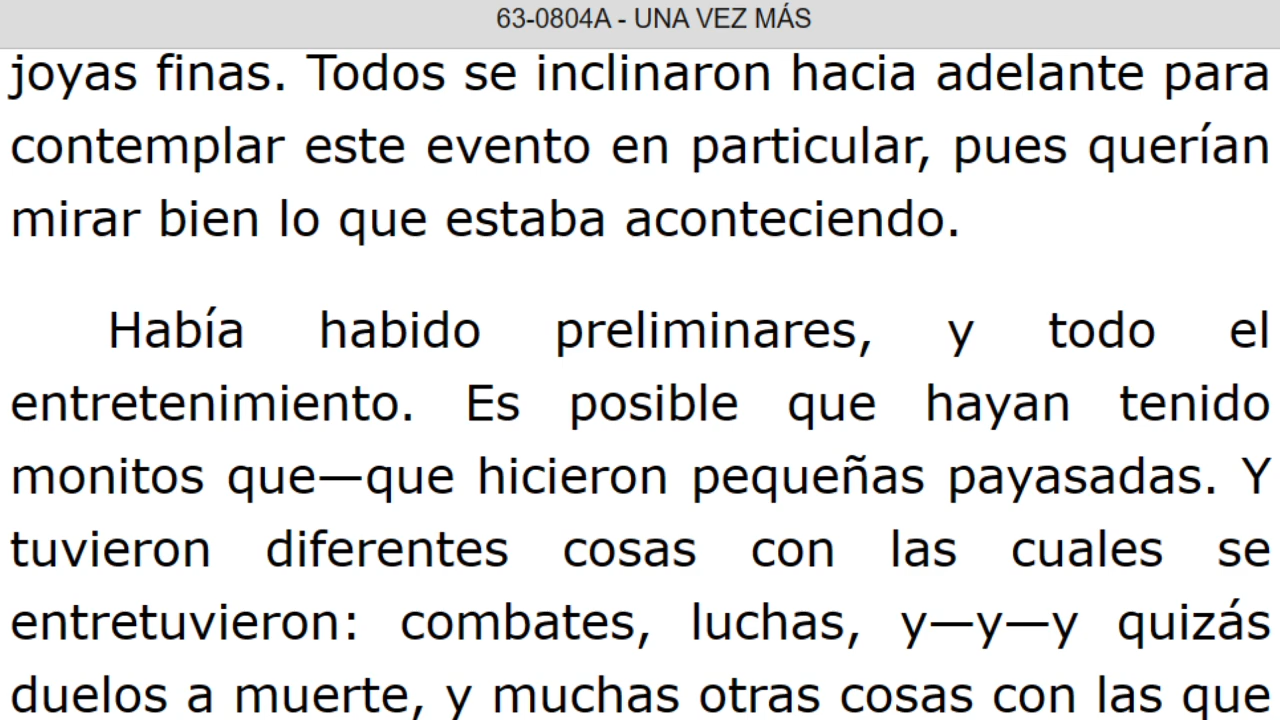 63-0804A - UNA VEZ MÁS
joyas finas. Todos se inclinaron hacia adelante para
contemplar este evento en particular, pues querían
mirar bien lo que estaba aconteciendo.
Había habido preliminares, y todo el
entretenimiento. Es posible que hayan tenido
monitos que—que hicieron pequeñas payasadas. Y
tuvieron diferentes cosas con las cuales se
entretuvieron: combates, luchas, y—y—y quizás
duelos a muerte, y muchas otras cosas con las que